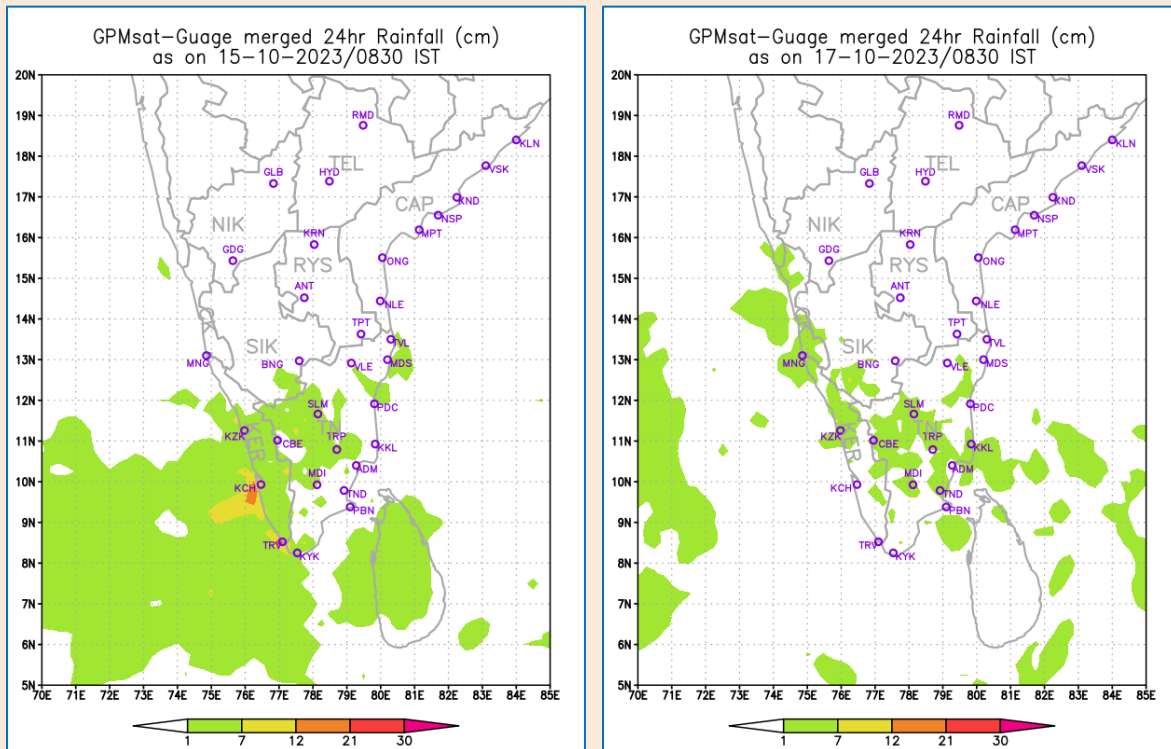 GPMsat-Guage merged 24hr Rainfall (cm)
as on 15-10-2023/0830 IST
20N
19N
18N
17N
16N
15N
14N
13N
12N
11N
10N
9N
8N
7N
6N
5N
70E 71E 72E 73E 74E 75E 76E 77E 78E 79E 80E 81E 82E 83E 84E 85E
RMD
KLN
TEL
HYD
GLB
VSK
KND
CAP
NSP
MPT
NIK
KRN
GDG
RYS
ONG
ANT
NLE
CK
TPT
TVL
SIK
MNG
BNG
VLE
MDS
SLM
PDC
KZK
KER
CBE
TN
TRP
KKL
ADM
KCH
MDI
TND
PBN
TRV
KYK
1 7 12 21 30
GPMsat-Guage merged 24hr Rainfall (cm)
as on 17-10-2023/0830 IST
20N
19N
18N
17N
16N
15N
14N
13N
12N
11N
10N
9N
8N
7N
6N
5N
70E 71E 72E 73E 74E 75E 76E 77E 78E 79E 80E 81E 82E 83E 84E 85E
RMD
KLN
TEL
HYD
GLB
VSK
KND
CAP
NSP
MPT
NIK
KRN
GDG
RYS
ONG
ANT
NLE
CK
TPT
TVL
SIK
MNG
BNG
VLE
MDS
SLM
PDC
KZK
KER
CBE
TN
TRP
KKL
ADM
KCH
MDI
TND
PBN
TRV
KYK
1 7 12 21 30